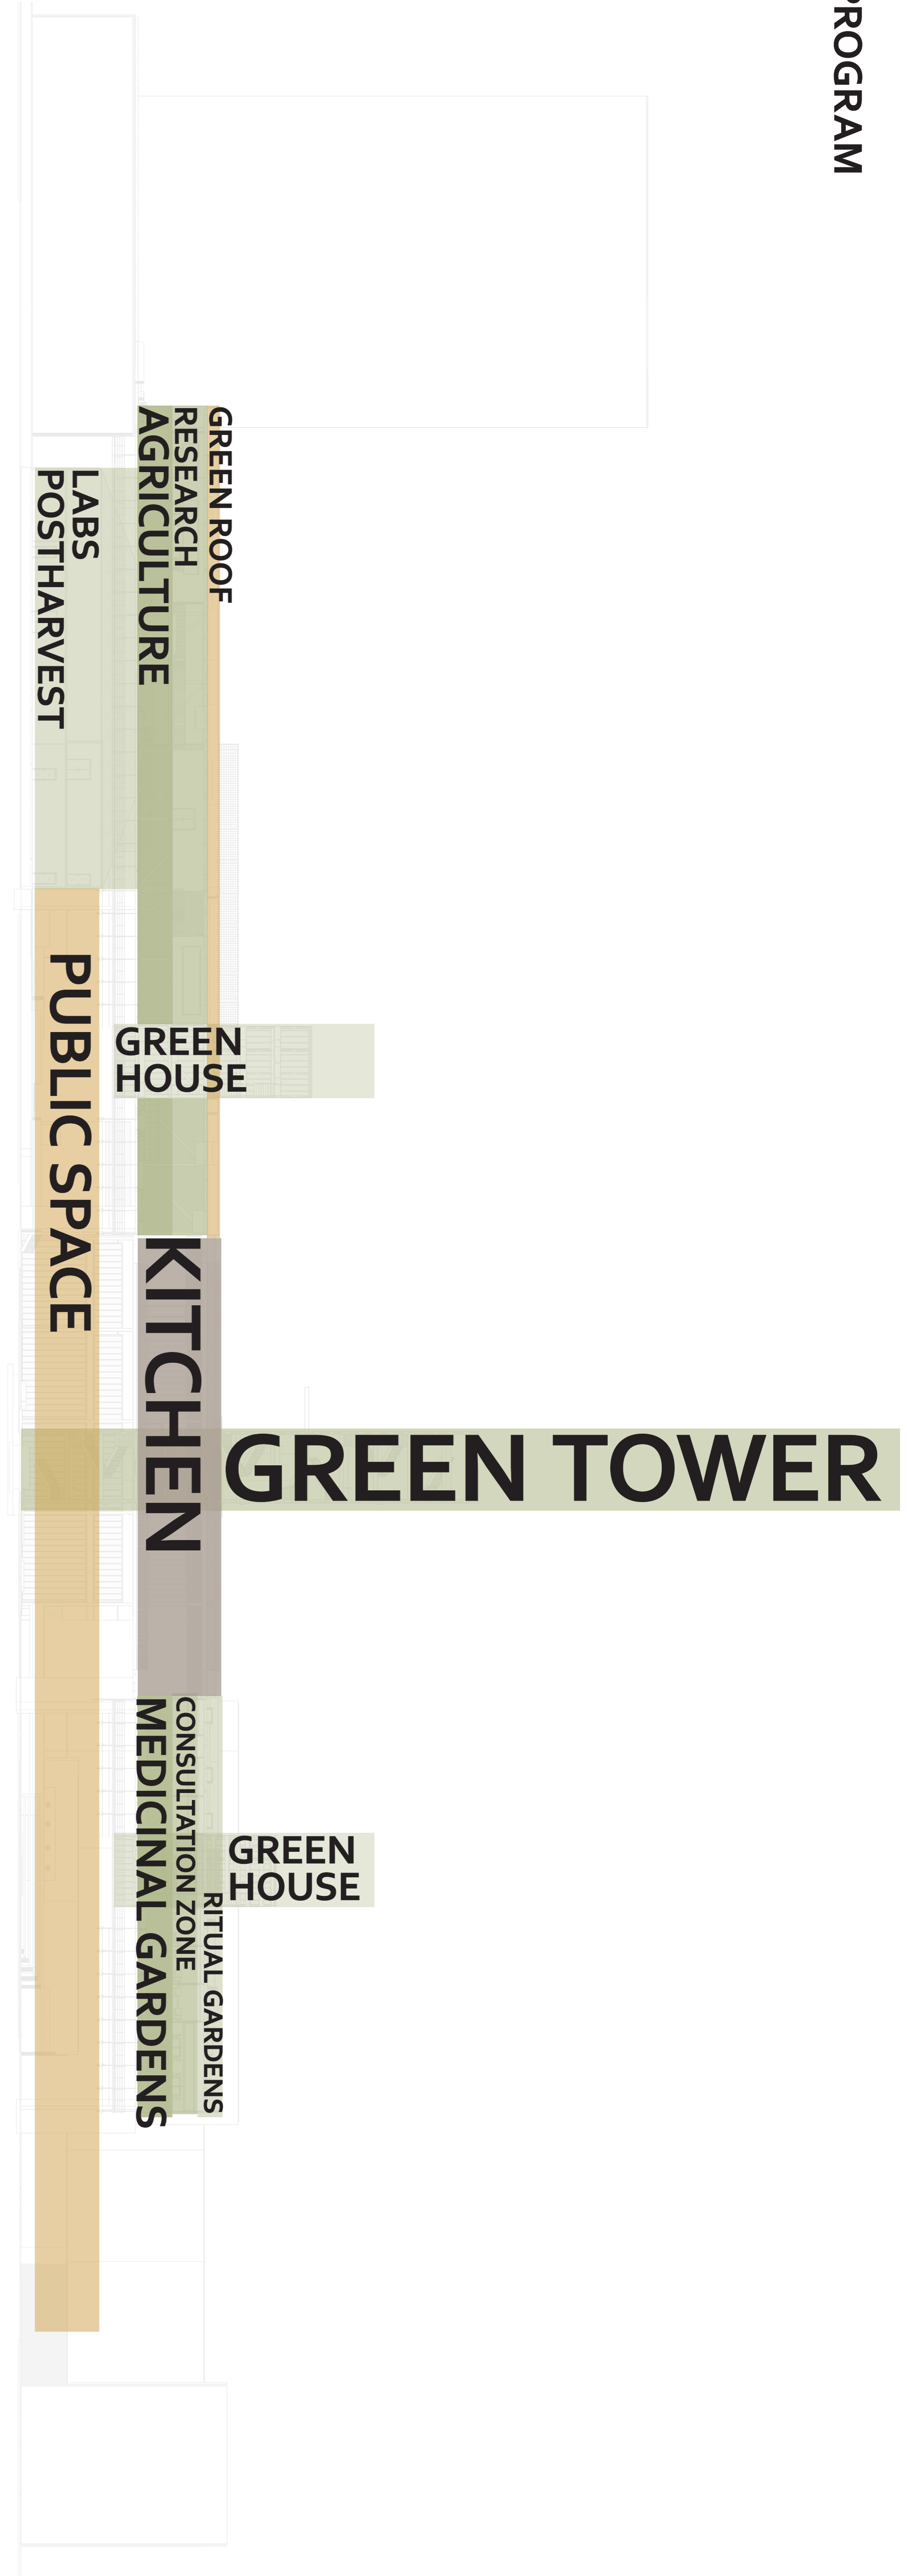 PROGRAM
GREEN ROOF
RESEARCH
AGRICULTURE
LABS
POSTHARVEST
GREEN
HOUSE
PUBLIC SPACE
KITCHEN
GREEN TOWER
MEDICINAL GARDENS
CONSULTATION ZONE
RITUAL GARDENS
GREEN
HOUSE